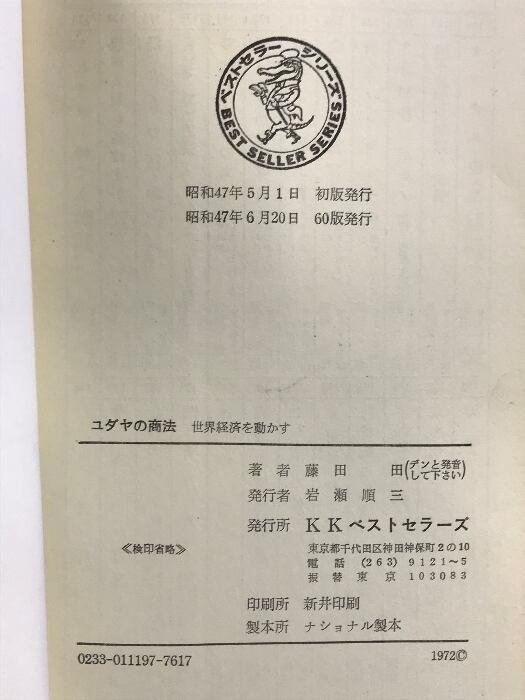 ベストセラーシリーズ
BEST SELLER SERIES
昭和47年5月1日 初版発行
昭和47年6月20日 60版発行
ユダヤの商法 世界経済を動かす
著者 藤田 田(デンと発音して下さい)
発行者 岩瀬順三
発行所 KKベストセラーズ
≪検印省略≫
東京都千代田区神田神保町2の10
電話 (263) 9121〜5
振替東京 103083
印刷所 新井印刷
製本所 ナショナル製本
0233-011197-7617
1972©